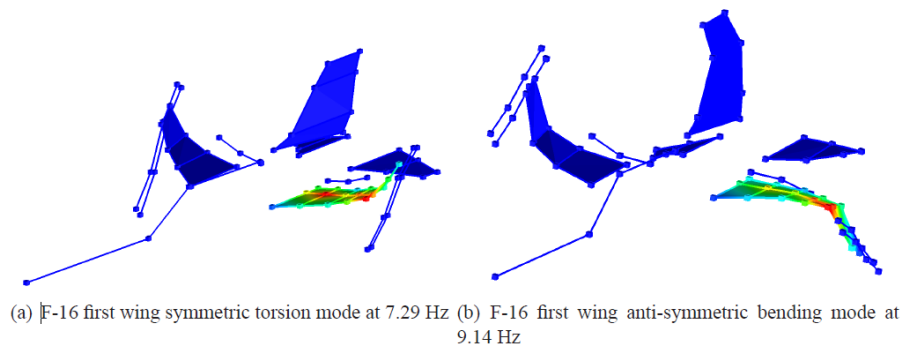 (a) F-16 first wing symmetric torsion mode at 7.29 Hz
(b) F-16 first wing anti-symmetric bending mode at
9.14 Hz